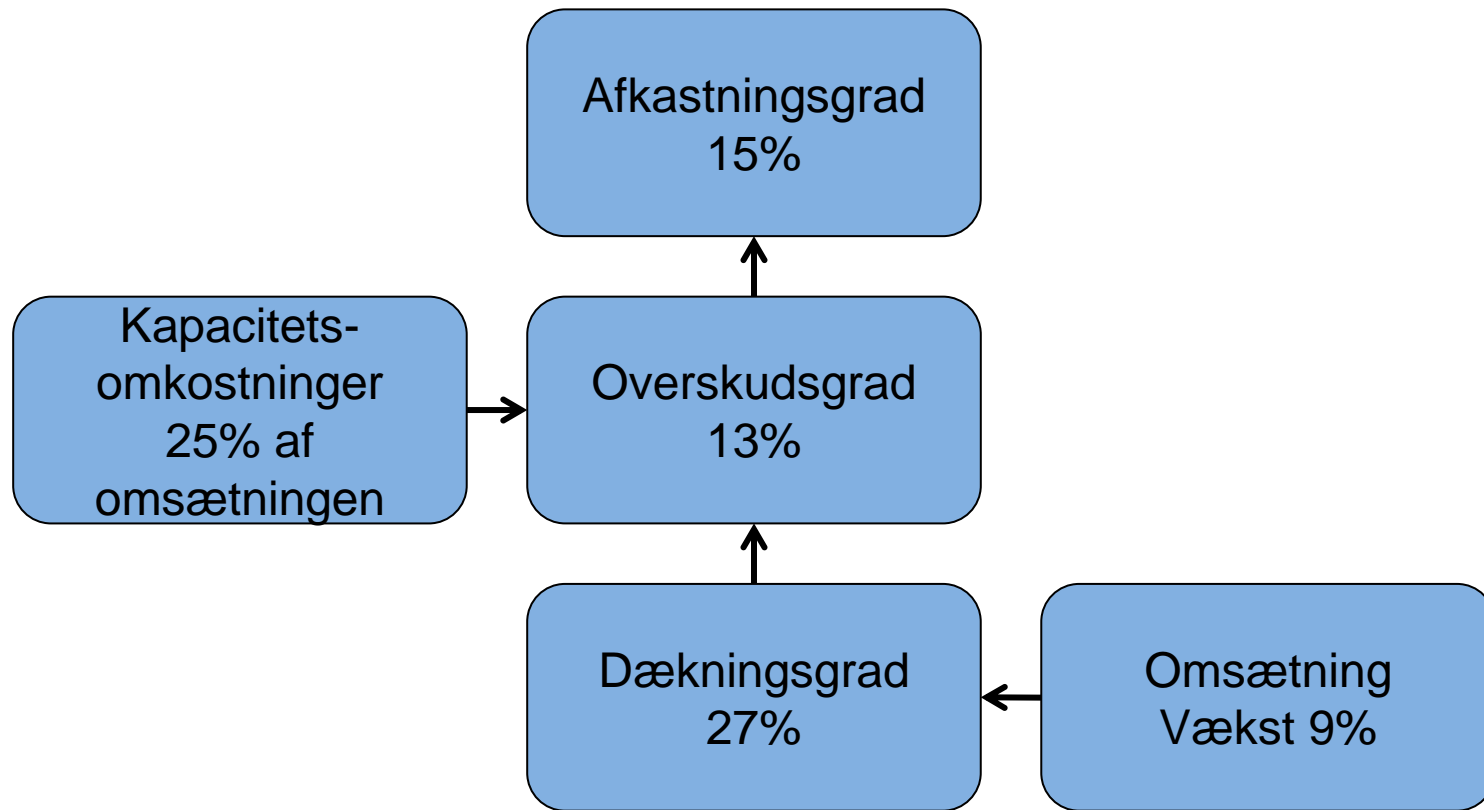 Afkastningsgrad
15%
Kapacitets-
omkostninger
25% af
omsætningen
Overskudsgrad
13%
Dækningsgrad
27%
Omsætning
Vækst 9%